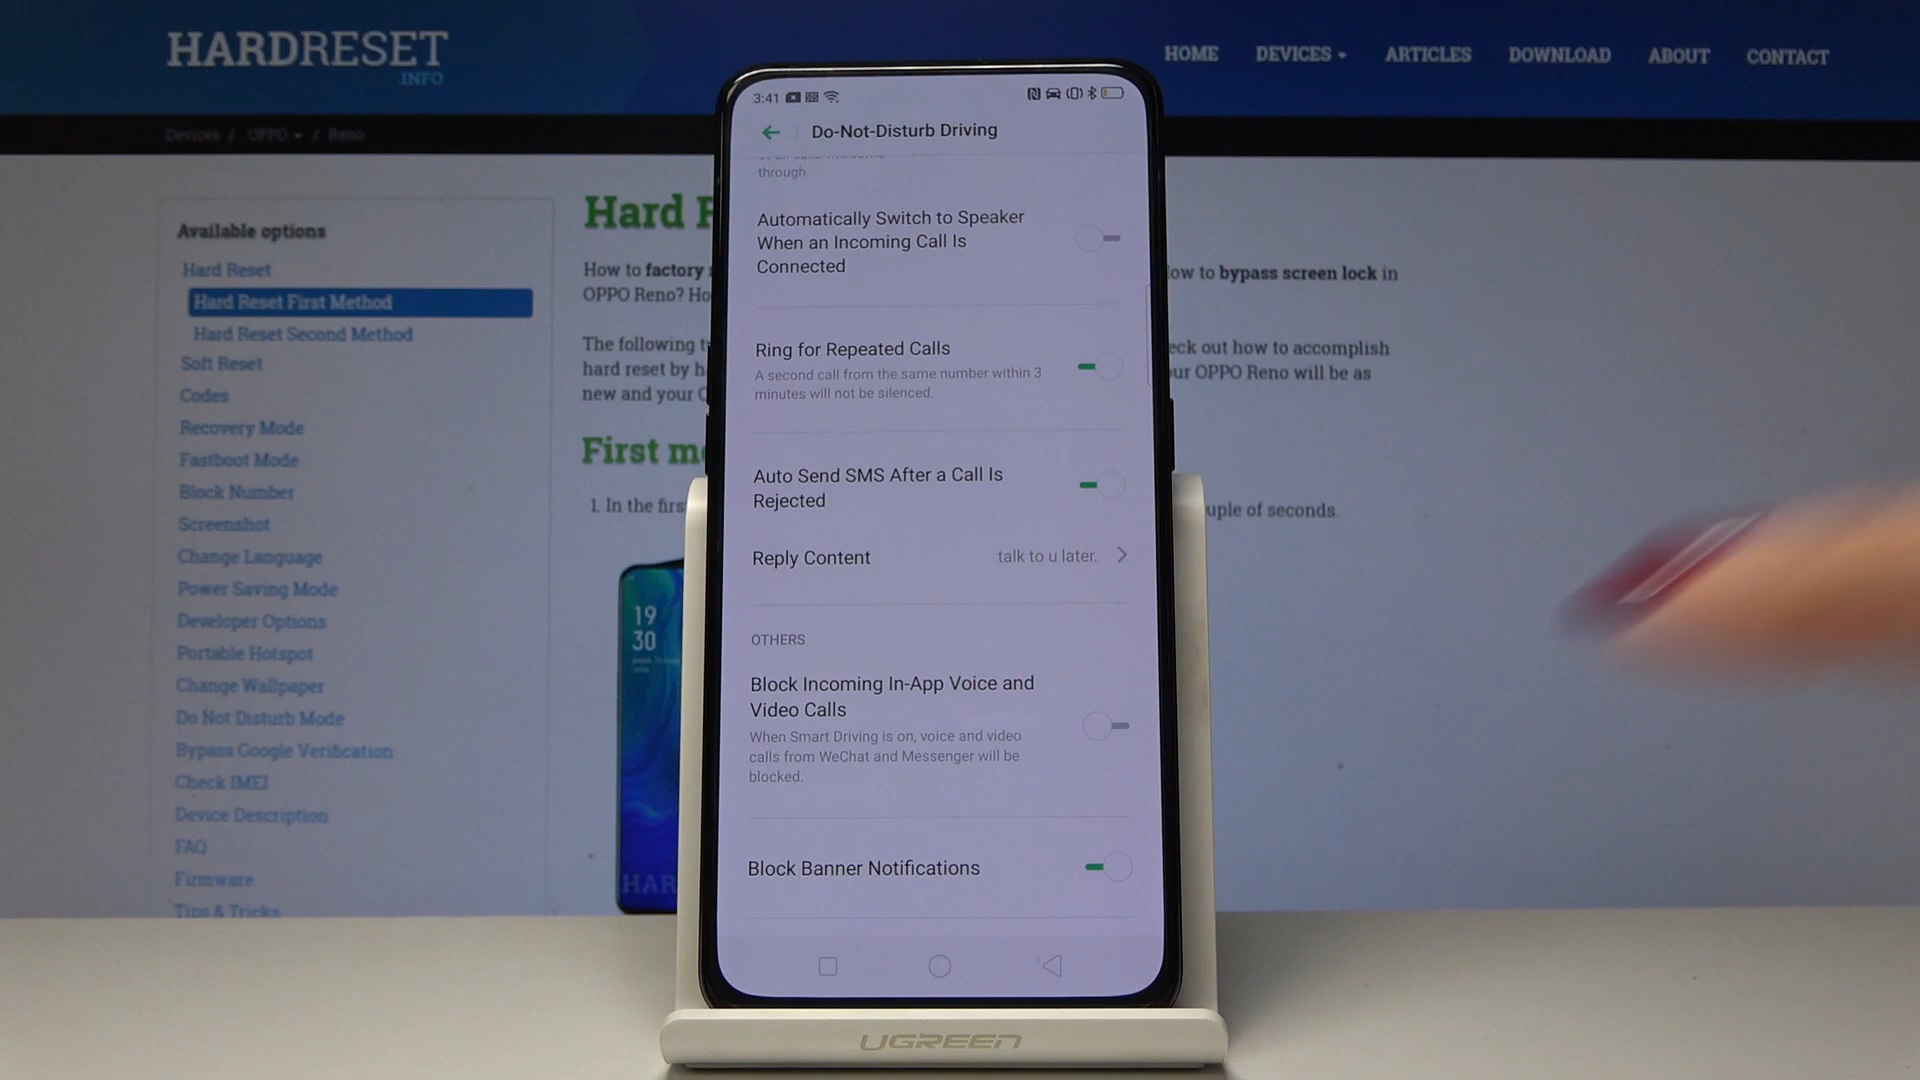 HARDRESET
.INFO
HOME DEVICES ARTICLES DOWNLOAD ABOUT CONTACT
Devices / OPPO / Reno
Available options
Hard Reset
Hard Reset First Method
Hard Reset Second Method
Soft Reset
Codes
Recovery Mode
Fastboot Mode
Block Number
Screenshot
Change Language
Power Saving Mode
Developer Options
Portable Hotspot
Change Wallpaper
Do Not Disturb Mode
Bypass Google Verification
Check IMEI
Device Description
FAQ
Firmware
Tips & Tricks
Hard
How to factory
OPPO Reno?
The following
hard reset by
new and your
First
1. In the
19
30
HAR
to bypass screen lock in
out how to accomplish
OPPO Reno will be as
of seconds.
3:41
Do-Not-Disturb Driving
through.
Automatically Switch to Speaker
When an Incoming Call Is
Connected
Ring for Repeated Calls
A second call from the same number within 3
minutes will not be silenced.
Auto Send SMS After a Call Is
Rejected
Reply Content talk to u later.
OTHERS
Block Incoming In-App Voice and
Video Calls
When Smart Driving is on, voice and video
calls from WeChat and Messenger will be
blocked.
Block Banner Notifications
UGREEN